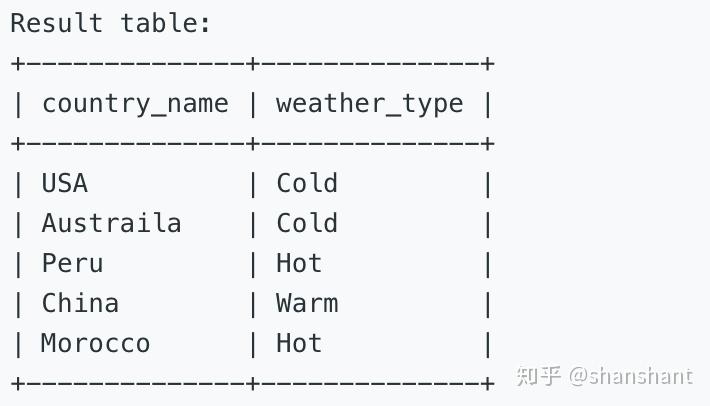 Result table:
+--------------+--------------+
| country_name | weather_type |
+--------------+--------------+
| USA          | Cold         |
| Austraila    | Cold         |
| Peru         | Hot          |
| China        | Warm         |
| Morocco      | Hot          |
+--------------+--------------+
知乎 @shanshant